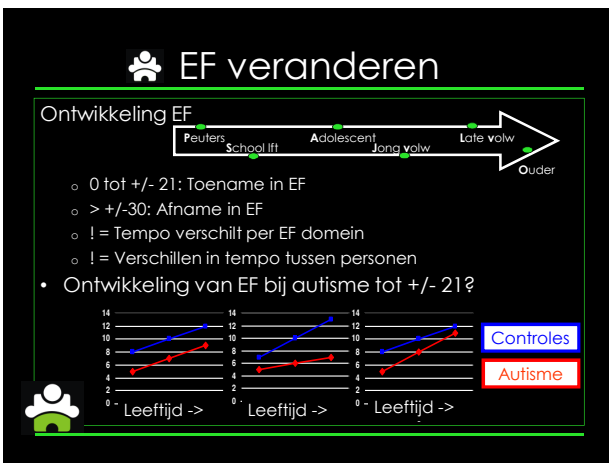 EF veranderen
Ontwikkeling EF
Peuters
School lft
Adolescent
Jong volw
Late volw
Ouder
o 0 tot +/- 21: Toename in EF
o > +/-30: Afname in EF
o ! = Tempo verschilt per EF domein
o ! = Verschillen in tempo tussen personen
• Ontwikkeling van EF bij autisme tot +/- 21?
14
12
10
8
6
4
2
0
Leeftijd ->
14
12
10
8
6
4
2
0
Leeftijd ->
14
12
10
8
6
4
2
0
Leeftijd ->
Controles
Autisme